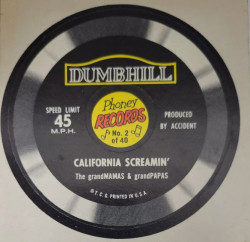 DUMBHILL
SPEED LIMIT
45
M.P.H.
Phoney
RECORDS
No. 2
of 40
PRODUCED
BY
ACCIDENT
CALIFORNIA SCREAMIN'
The grandMAMAS & grandPAPAS
© T. C. G. PRINTED IN U.S.A.